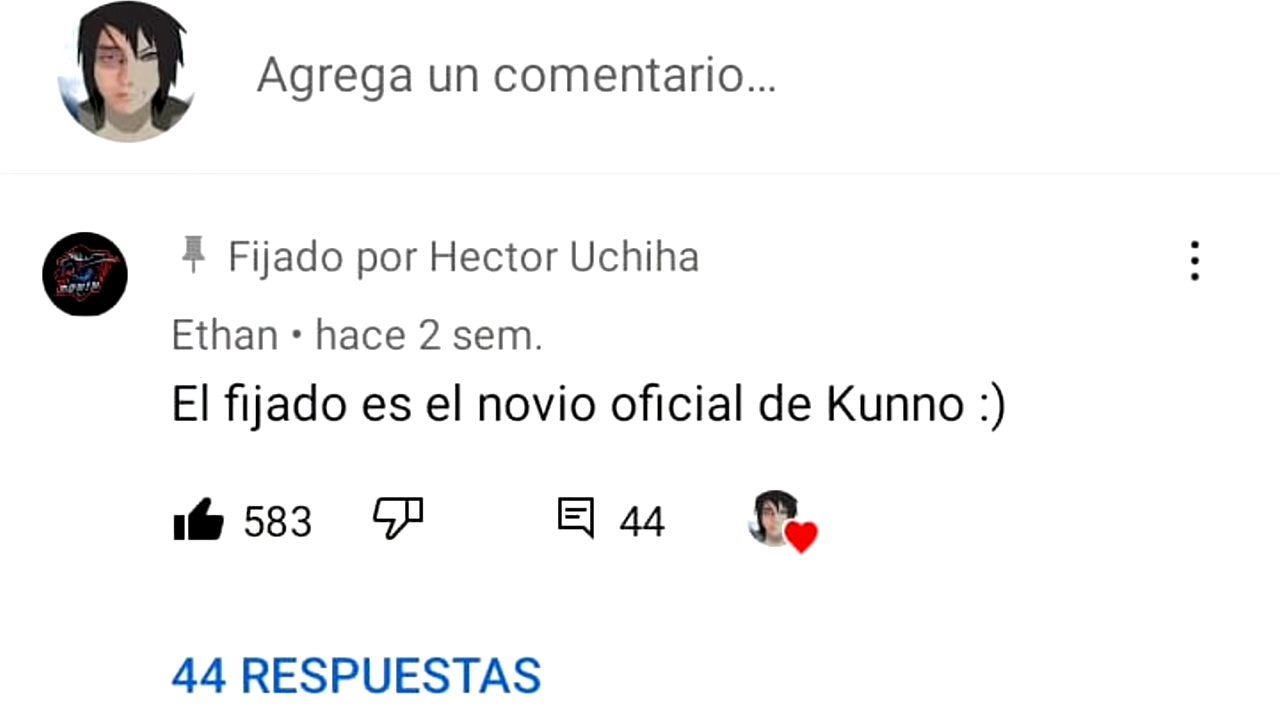 Agrega un comentario...
Fijado por Hector Uchiha
Ethan • hace 2 sem.
El fijado es el novio oficial de Kunno :)
583
44
44 RESPUESTAS